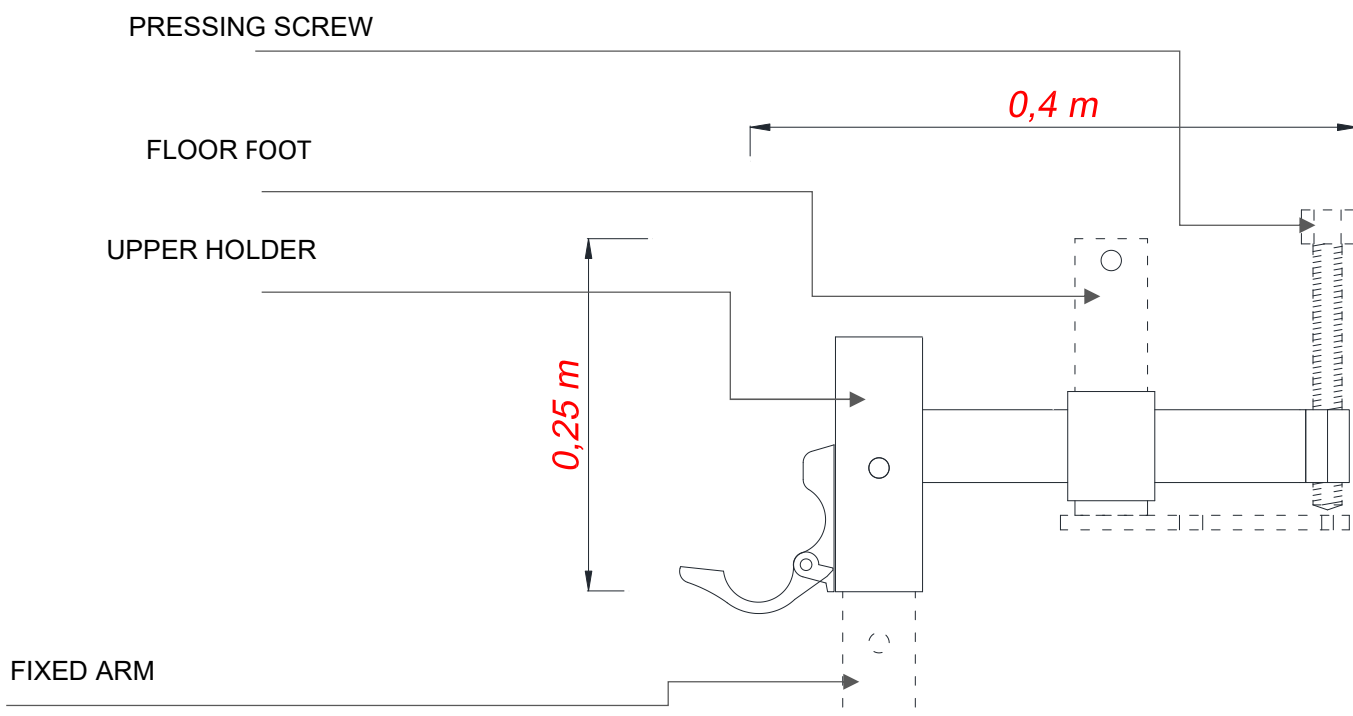 PRESSING SCREW
0,4 m
FLOOR FOOT
UPPER HOLDER
0,25 m
FIXED ARM